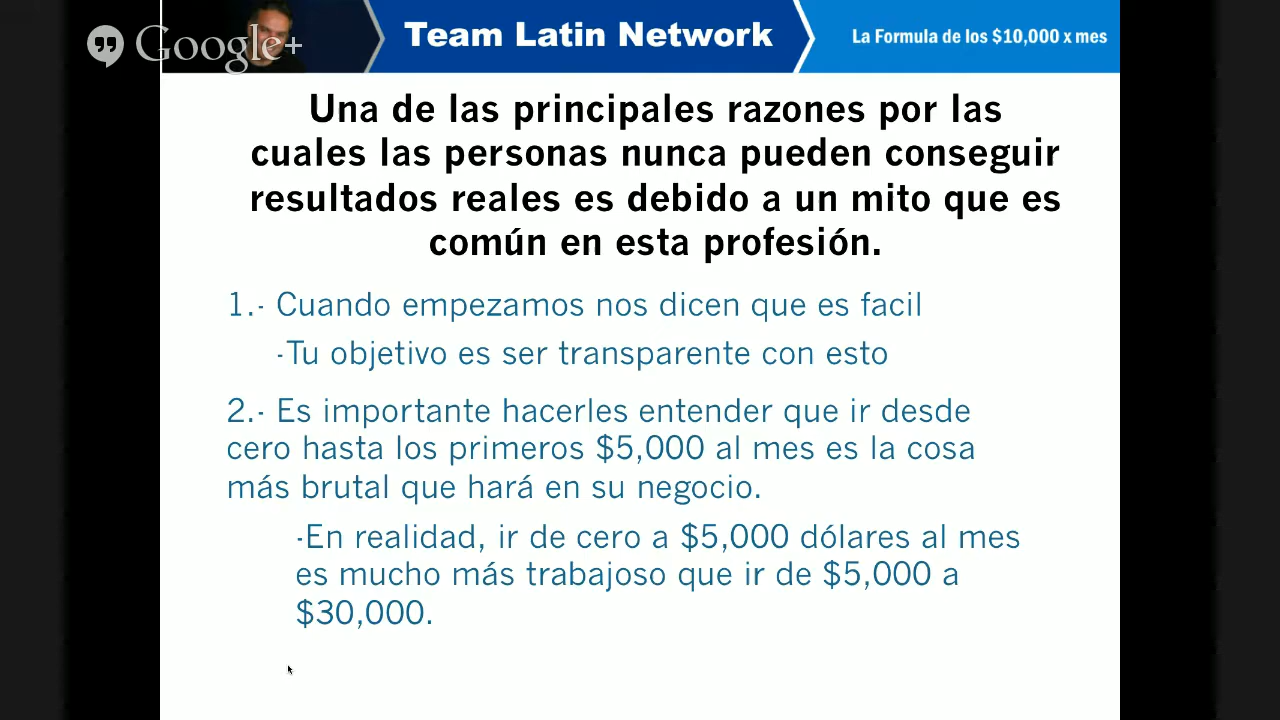 Google+
Team Latin Network
La Formula de los $10,000 x mes
Una de las principales razones por las
cuales las personas nunca pueden conseguir
resultados reales es debido a un mito que es
común en esta profesión.
1.- Cuando empezamos nos dicen que es facil
-Tu objetivo es ser transparente con esto
2.- Es importante hacerles entender que ir desde
cero hasta los primeros $5,000 al mes es la cosa
más brutal que hará en su negocio.
-En realidad, ir de cero a $5,000 dólares al mes
es mucho más trabajoso que ir de $5,000 a
$30,000.